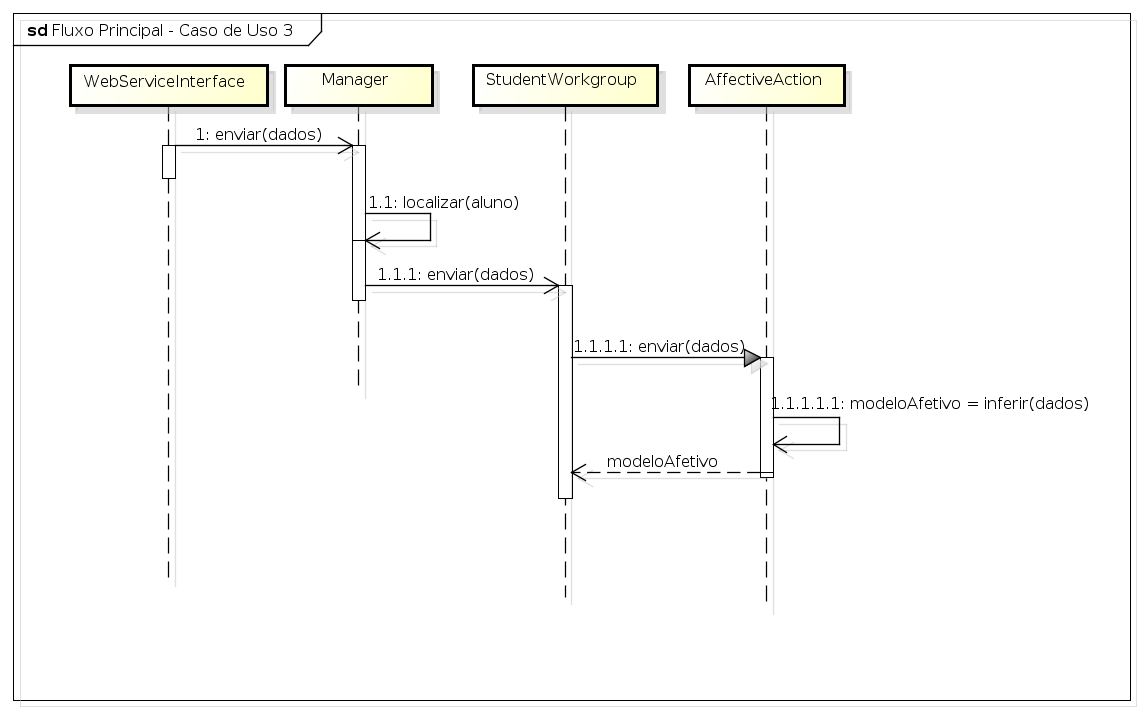 sd Fluxo Principal - Caso de Uso 3
WebServiceInterface
Manager
StudentWorkgroup
AffectiveAction
1: enviar(dados)
1.1: localizar(aluno)
1.1.1: enviar(dados)
1.1.1.1: enviar(dados)
1.1.1.1.1: modeloAfetivo = inferir(dados)
modeloAfetivo